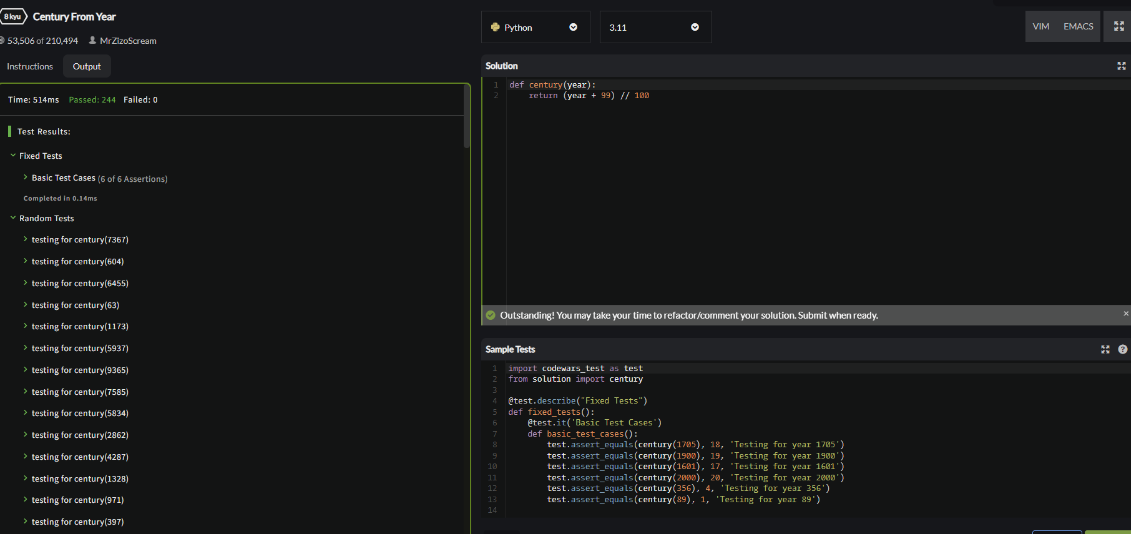 8 kyu Century From Year
53,506 of 210,494 MrZizoScream
Instructions Output
Time: 514ms Passed: 244 Failed: 0
Test Results:
Fixed Tests
Basic Test Cases (6 of 6 Assertions)
Completed in 0.14ms
Random Tests
testing for century(7367)
testing for century(604)
testing for century(6455)
testing for century(63)
testing for century(1173)
testing for century(5937)
testing for century(9365)
testing for century(7585)
testing for century(5834)
testing for century(2862)
testing for century(4287)
testing for century(1328)
testing for century(971)
testing for century(397)
Python 3.11 VIM EMACS
Solution
1 def century(year):
2 return (year + 99) // 100
Outstanding! You may take your time to refactor/comment your solution. Submit when ready.
Sample Tests
1 import codewars_test as test
2 from solution import century
3
4 @test.describe("Fixed Tests")
5 def fixed_tests():
6 @test.it('Basic Test Cases')
7 def basic_test_cases():
8 test.assert_equals(century(1705), 18, 'Testing for year 1705')
9 test.assert_equals(century(1900), 19, 'Testing for year 1900')
10 test.assert_equals(century(1601), 17, 'Testing for year 1601')
11 test.assert_equals(century(2000), 20, 'Testing for year 2000')
12 test.assert_equals(century(356), 4, 'Testing for year 356')
13 test.assert_equals(century(89), 1, 'Testing for year 89')
14